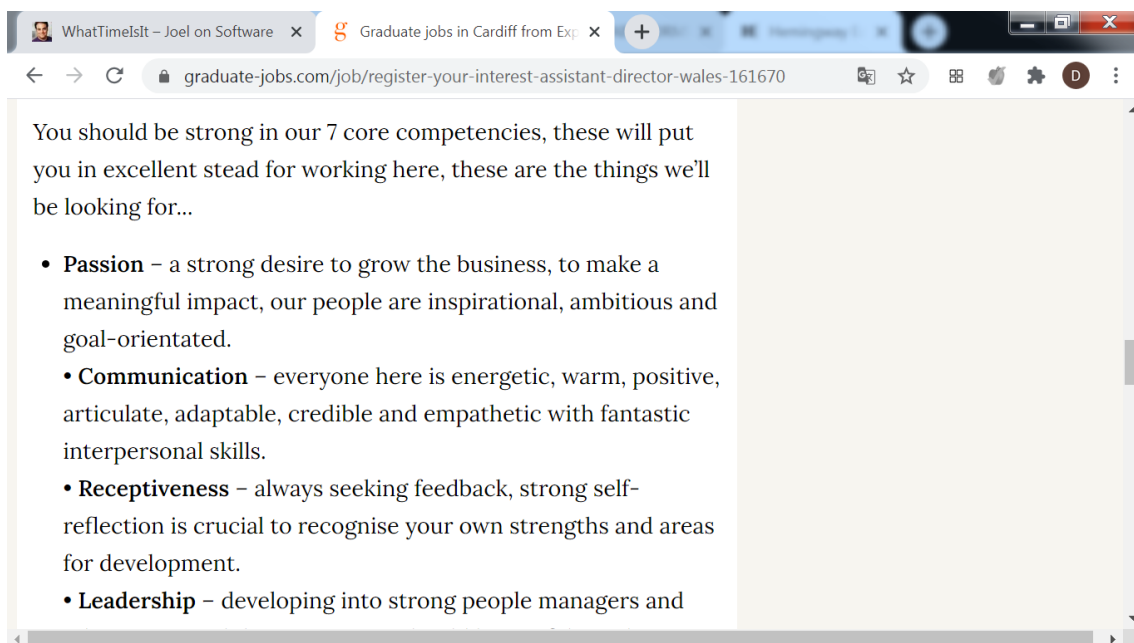 WhatTimeIsIt – Joel on Software
Graduate jobs in Cardiff from Exp
graduate-jobs.com/job/register-your-interest-assistant-director-wales-161670
D
You should be strong in our 7 core competencies, these will put
you in excellent stead for working here, these are the things we'll
be looking for...
• Passion – a strong desire to grow the business, to make a
meaningful impact, our people are inspirational, ambitious and
goal-orientated.
• Communication – everyone here is energetic, warm, positive,
articulate, adaptable, credible and empathetic with fantastic
interpersonal skills.
• Receptiveness – always seeking feedback, strong self-
reflection is crucial to recognise your own strengths and areas
for development.
• Leadership – developing into strong people managers and